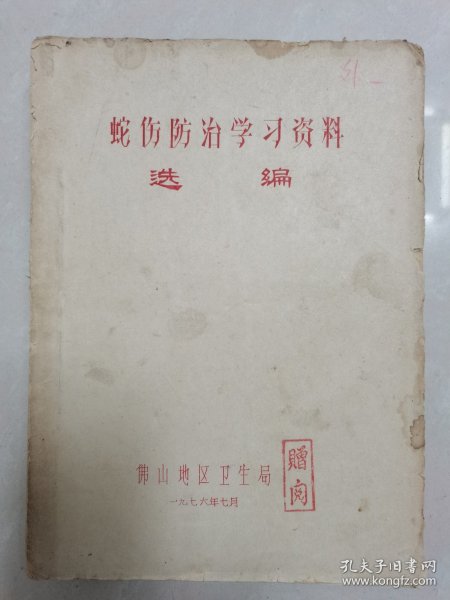 蛇伤防治学习资料
选编
佛山地区卫生局
一九七六年七月
赠阅
孔夫子旧书网
www.kongfz.com